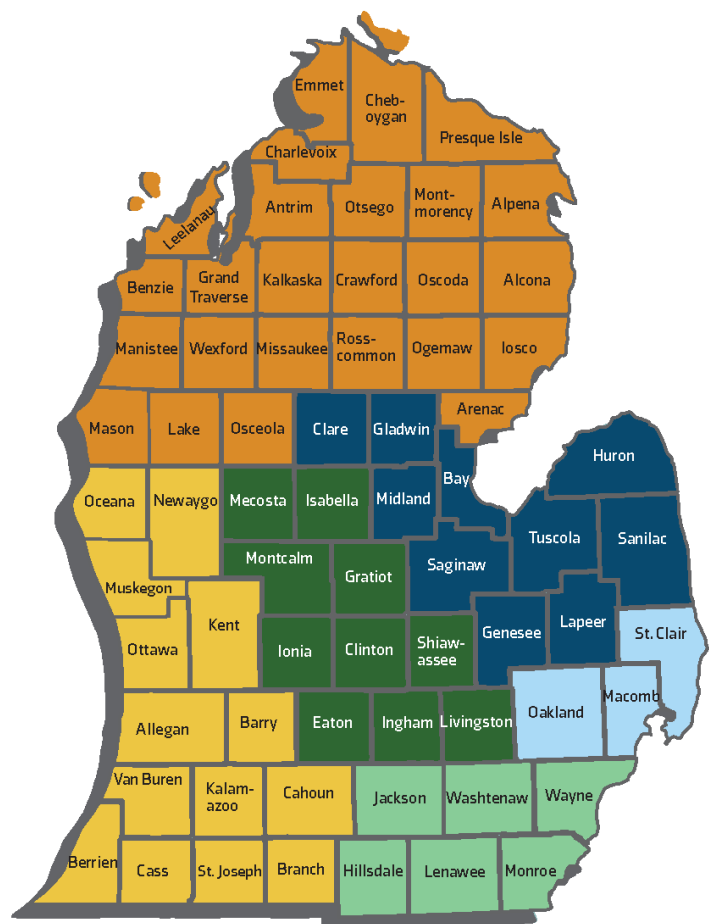 Emmet
Cheb-
oygan
Presque Isle
Charlevoix
Leelanau
Antrim
Otsego
Mont-
morency
Alpena
Benzie
Grand
Traverse
Kalkaska
Crawford
Oscoda
Alcona
Manistee
Wexford
Missaukee
Ross-
common
Ogemaw
Iosco
Mason
Lake
Osceola
Clare
Gladwin
Arenac
Oceana
Newaygo
Mecosta
Isabella
Midland
Bay
Huron
Muskegon
Montcalm
Gratiot
Saginaw
Tuscola
Sanilac
Ottawa
Kent
Ionia
Clinton
Shiaw-
assee
Genesee
Lapeer
St. Clair
Allegan
Barry
Eaton
Ingham
Livingston
Oakland
Macomb
Van Buren
Kalam-
azoo
Cahoun
Jackson
Washtenaw
Wayne
Berrien
Cass
St. Joseph
Branch
Hillsdale
Lenawee
Monroe